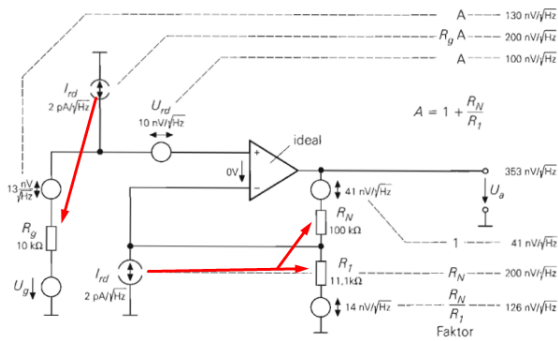 A 130 nV/√Hz
R_g A 200 nV/√Hz
A 100 nV/√Hz
I_rd
2 pA/√Hz
U_rd
10 nV/√Hz
A = 1 + R_N/R_1
ideal
+
0V
−
353 nV/√Hz
U_a
13 nV/√Hz
41 nV/√Hz
R_N
100 kΩ
R_g
10 kΩ
1 41 nV/√Hz
I_rd
2 pA/√Hz
R_1
11,1kΩ
R_N 200 nV/√Hz
U_g
14 nV/√Hz
R_N/R_1 126 nV/√Hz
Faktor